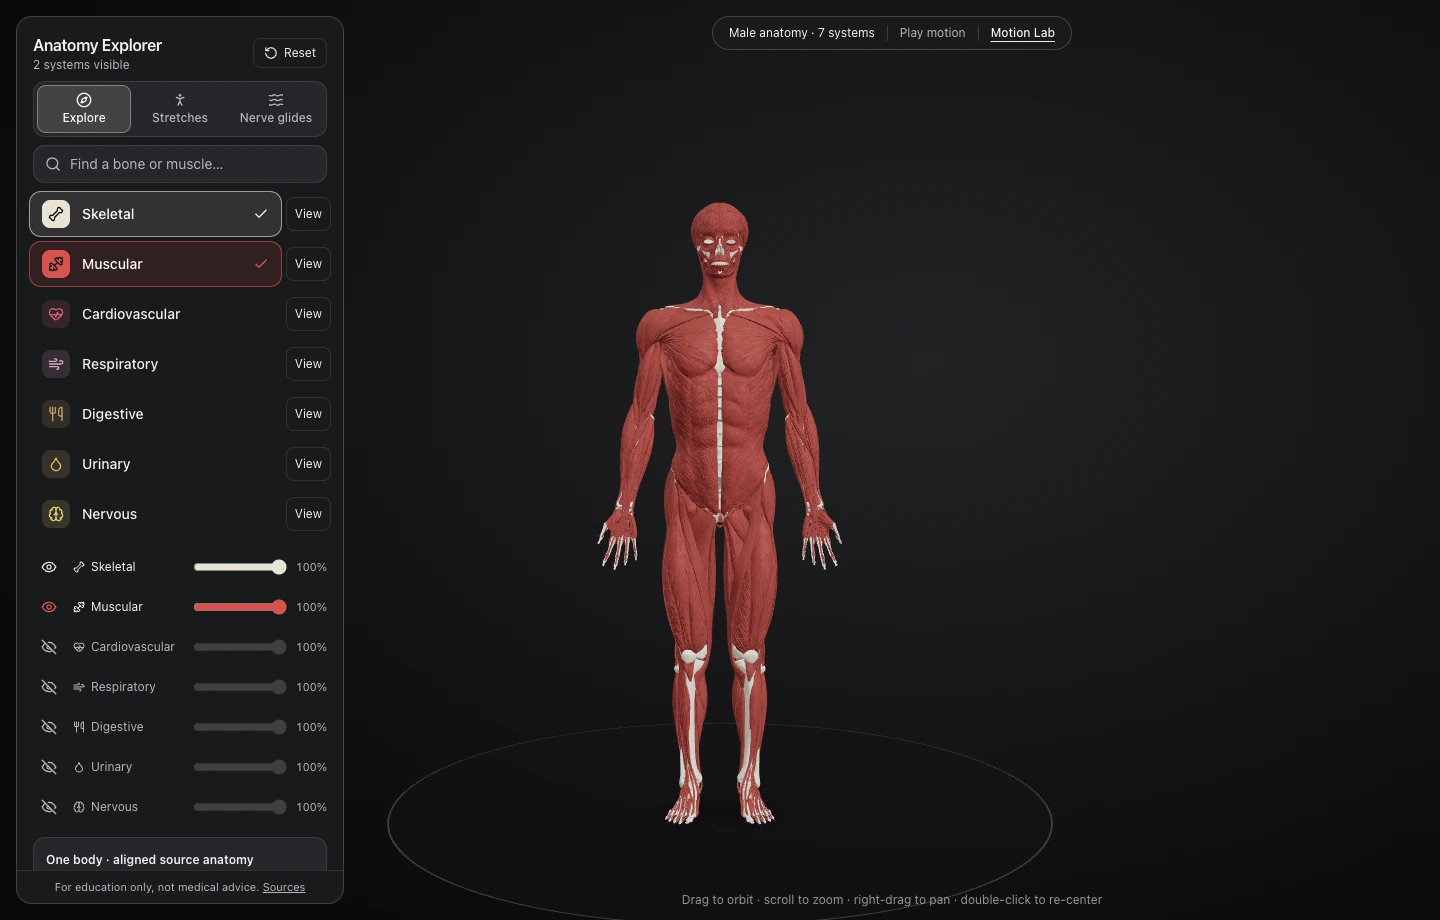 Anatomy Explorer
2 systems visible
Reset
Explore
Stretches
Nerve glides
Find a bone or muscle...
Skeletal
View
Muscular
View
Cardiovascular
View
Respiratory
View
Digestive
View
Urinary
View
Nervous
View
Skeletal 100%
Muscular 100%
Cardiovascular 100%
Respiratory 100%
Digestive 100%
Urinary 100%
Nervous 100%
One body · aligned source anatomy
For education only, not medical advice. Sources
Male anatomy · 7 systems
Play motion
Motion Lab
Drag to orbit · scroll to zoom · right-drag to pan · double-click to re-center